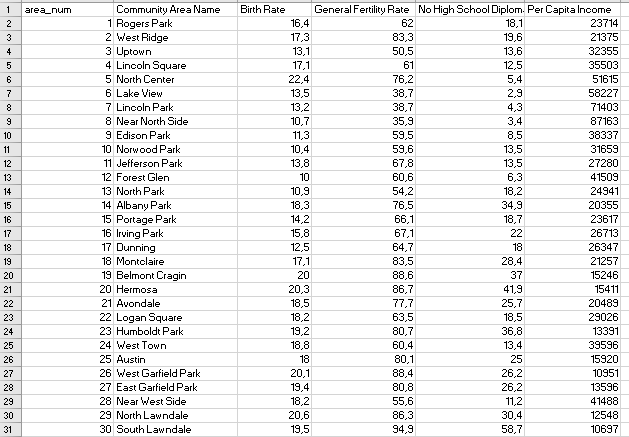 1 area_num Community Area Name Birth Rate General Fertility Rate No High School Diplom Per Capita Income
2 1 Rogers Park 16,4 62 18,1 23714
3 2 West Ridge 17,3 83,3 19,6 21375
4 3 Uptown 13,1 50,5 13,6 32355
5 4 Lincoln Square 17,1 61 12,5 35503
6 5 North Center 22,4 76,2 5,4 51615
7 6 Lake View 13,5 38,7 2,9 58227
8 7 Lincoln Park 13,2 38,7 4,3 71403
9 8 Near North Side 10,7 35,9 3,4 87163
10 9 Edison Park 11,3 59,5 8,5 38337
11 10 Norwood Park 10,4 59,6 13,5 31659
12 11 Jefferson Park 13,8 67,8 13,5 27280
13 12 Forest Glen 10 60,6 6,3 41509
14 13 North Park 10,9 54,2 18,2 24941
15 14 Albany Park 18,3 76,5 34,9 20355
16 15 Portage Park 14,2 66,1 18,7 23617
17 16 Irving Park 15,8 67,1 22 26713
18 17 Dunning 12,5 64,7 18 26347
19 18 Montclaire 17,1 83,5 28,4 21257
20 19 Belmont Cragin 20 88,6 37 15246
21 20 Hermosa 20,3 86,7 41,9 15411
22 21 Avondale 18,5 77,7 25,7 20489
23 22 Logan Square 18,2 63,5 18,5 29026
24 23 Humboldt Park 19,2 80,7 36,8 13391
25 24 West Town 18,8 60,4 13,4 39596
26 25 Austin 18 80,1 25 15920
27 26 West Garfield Park 20,1 88,4 26,2 10951
28 27 East Garfield Park 19,4 80,8 26,2 13596
29 28 Near West Side 18,2 55,6 11,2 41488
30 29 North Lawndale 20,6 86,3 30,4 12548
31 30 South Lawndale 19,5 94,9 58,7 10697